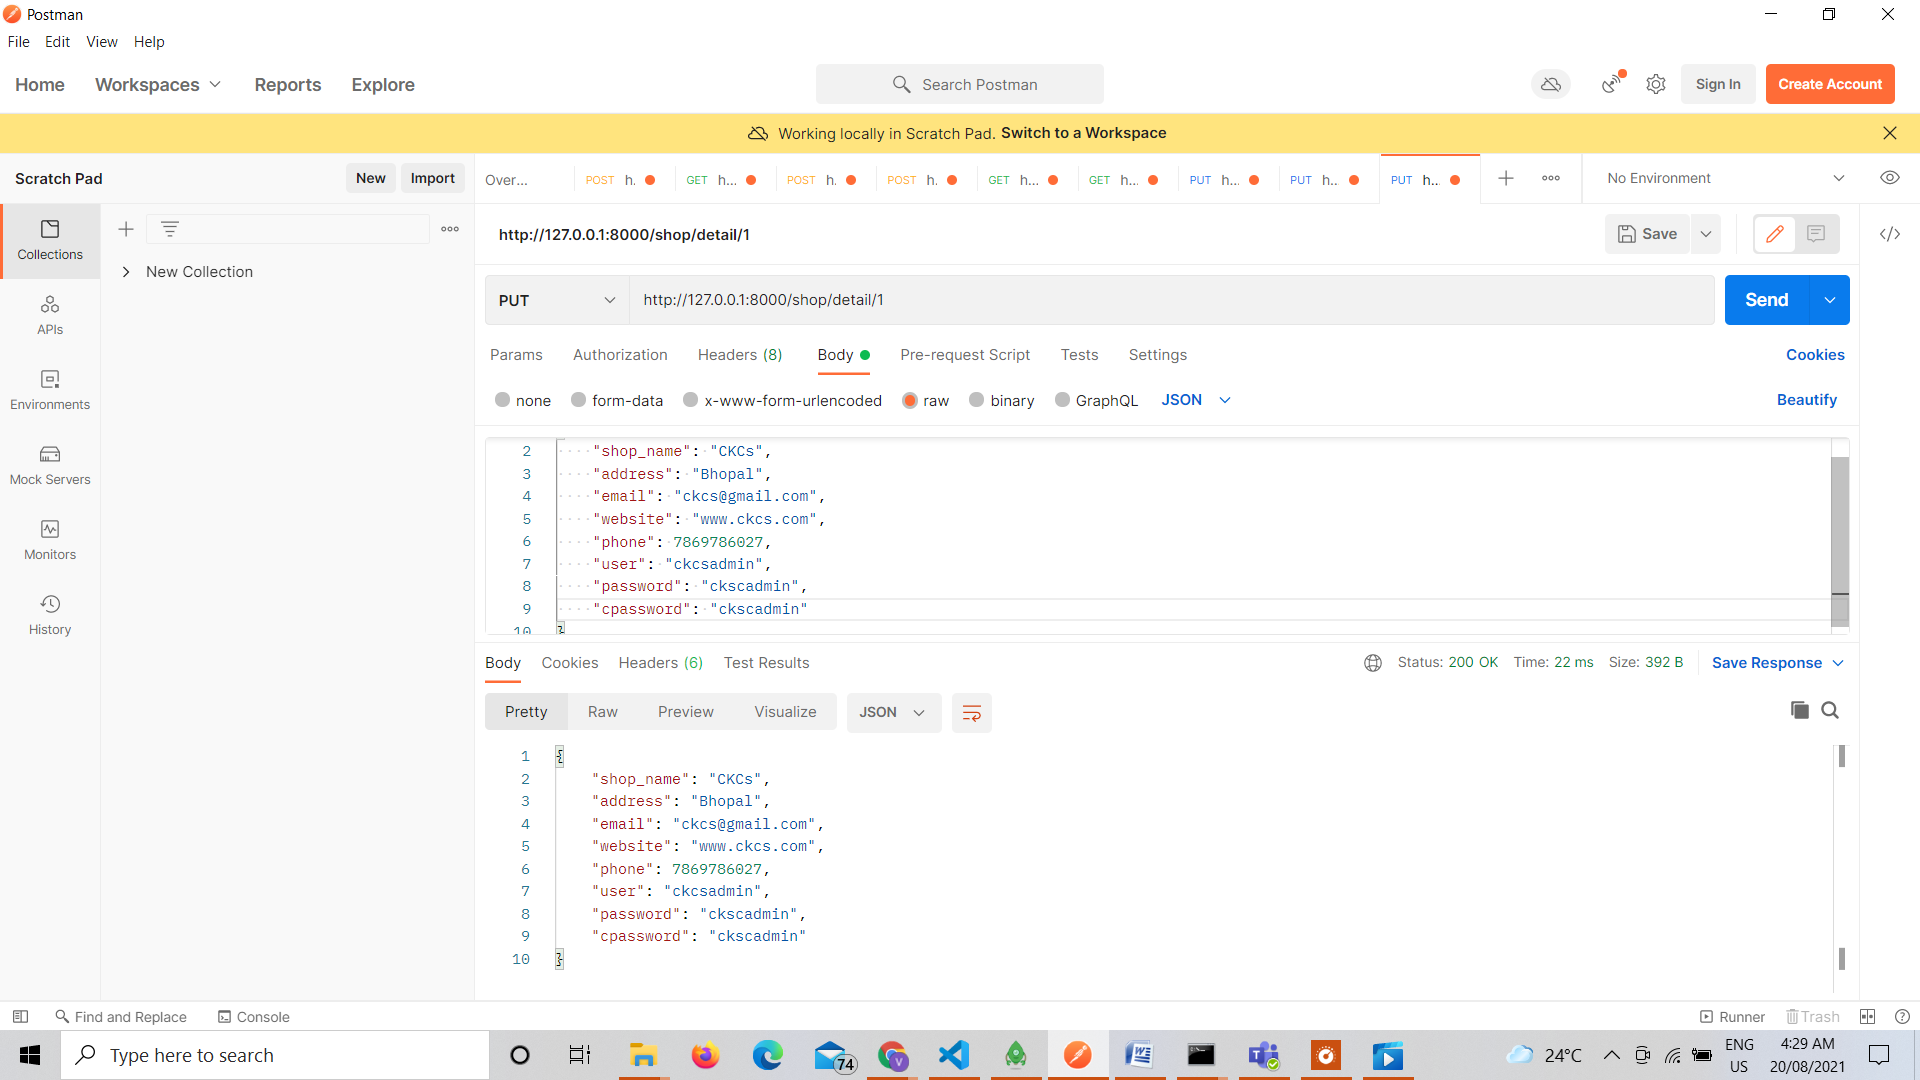 Postman
File Edit View Help
Home Workspaces Reports Explore Search Postman Sign In Create Account
Working locally in Scratch Pad. Switch to a Workspace
Scratch Pad New Import Over... POST h. GET h... POST h. POST h. GET h... GET h... PUT h... PUT h... PUT h... No Environment
Collections
New Collection
APIs
Environments
Mock Servers
Monitors
History
http://127.0.0.1:8000/shop/detail/1 Save
PUT http://127.0.0.1:8000/shop/detail/1 Send
Params Authorization Headers (8) Body Pre-request Script Tests Settings Cookies
none form-data x-www-form-urlencoded raw binary GraphQL JSON Beautify
2 "shop_name": "CKCs",
3 "address": "Bhopal",
4 "email": "ckcs@gmail.com",
5 "website": "www.ckcs.com",
6 "phone": 7869786027,
7 "user": "ckcsadmin",
8 "password": "ckscadmin",
9 "cpassword": "ckscadmin"
10 }
Body Cookies Headers (6) Test Results Status: 200 OK Time: 22 ms Size: 392 B Save Response
Pretty Raw Preview Visualize JSON
1 {
2 "shop_name": "CKCs",
3 "address": "Bhopal",
4 "email": "ckcs@gmail.com",
5 "website": "www.ckcs.com",
6 "phone": 7869786027,
7 "user": "ckcsadmin",
8 "password": "ckscadmin",
9 "cpassword": "ckscadmin"
10 }
Find and Replace Console Runner Trash
Type here to search 74 V 24°C ENG US 4:29 AM 20/08/2021